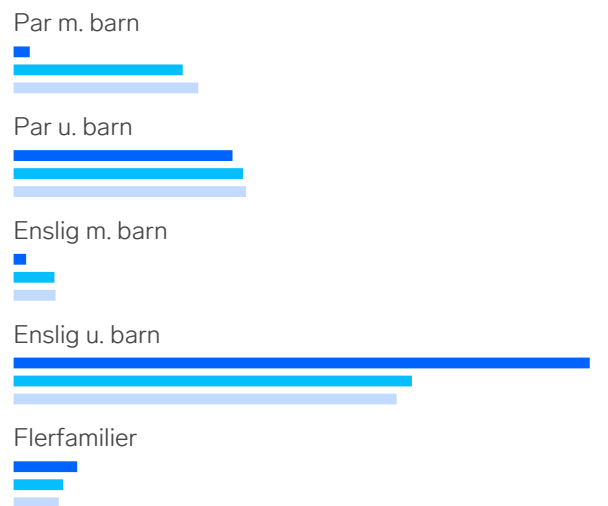 Par m. barn
Par u. barn
Enslig m. barn
Enslig u. barn
Flerfamilier